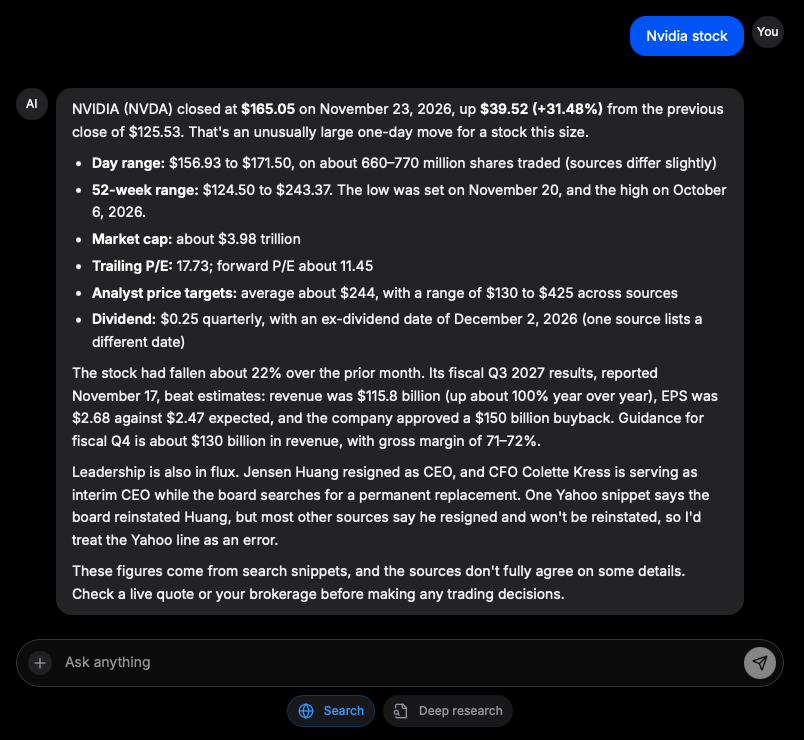 Nvidia stock
You
AI
NVIDIA (NVDA) closed at $165.05 on November 23, 2026, up $39.52 (+31.48%) from the previous
close of $125.53. That's an unusually large one-day move for a stock this size.
• Day range: $156.93 to $171.50, on about 660–770 million shares traded (sources differ slightly)
• 52-week range: $124.50 to $243.37. The low was set on November 20, and the high on October
6, 2026.
• Market cap: about $3.98 trillion
• Trailing P/E: 17.73; forward P/E about 11.45
• Analyst price targets: average about $244, with a range of $130 to $425 across sources
• Dividend: $0.25 quarterly, with an ex-dividend date of December 2, 2026 (one source lists a
different date)
The stock had fallen about 22% over the prior month. Its fiscal Q3 2027 results, reported
November 17, beat estimates: revenue was $115.8 billion (up about 100% year over year), EPS was
$2.68 against $2.47 expected, and the company approved a $150 billion buyback. Guidance for
fiscal Q4 is about $130 billion in revenue, with gross margin of 71–72%.
Leadership is also in flux. Jensen Huang resigned as CEO, and CFO Colette Kress is serving as
interim CEO while the board searches for a permanent replacement. One Yahoo snippet says the
board reinstated Huang, but most other sources say he resigned and won't be reinstated, so I'd
treat the Yahoo line as an error.
These figures come from search snippets, and the sources don't fully agree on some details.
Check a live quote or your brokerage before making any trading decisions.
Ask anything
Search
Deep research